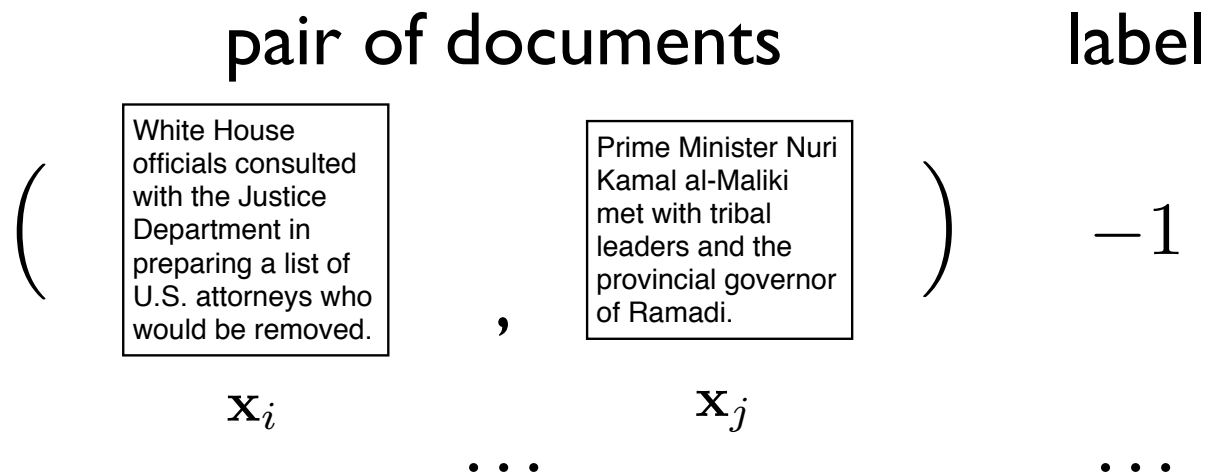 pair of documents label
White House
officials consulted
with the Justice
Department in
preparing a list of
U.S. attorneys who
would be removed.
,
Prime Minister Nuri
Kamal al-Maliki
met with tribal
leaders and the
provincial governor
of Ramadi.
( ) −1
x_i x_j
... ...